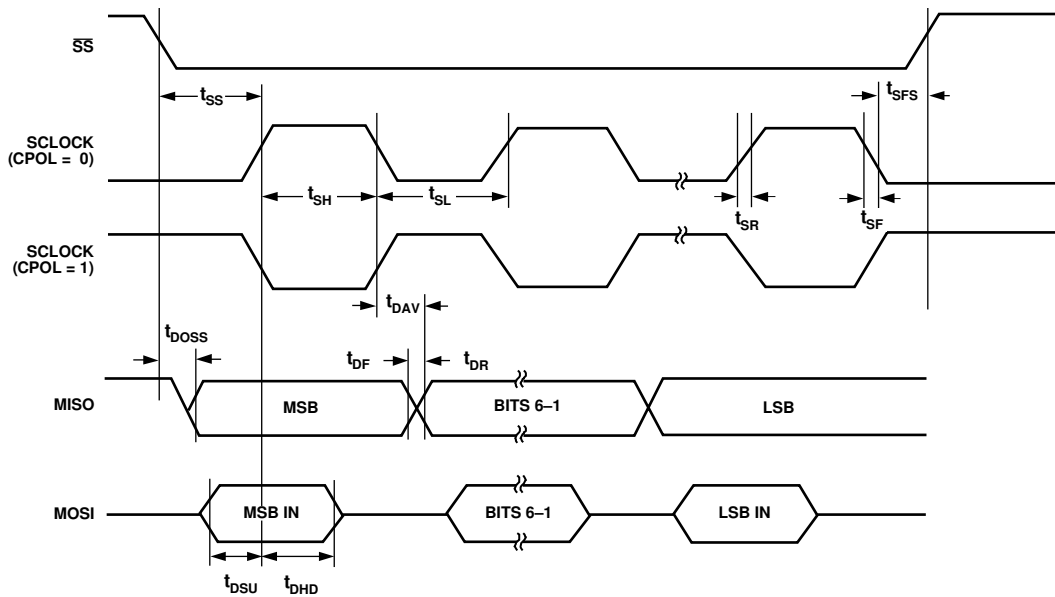 SS
tSS
tSFS
SCLOCK
(CPOL = 0)
tSH
tSL
tSR
tSF
SCLOCK
(CPOL = 1)
tDAV
tDOSS
tDF
tDR
MISO
MSB
BITS 6–1
LSB
MOSI
MSB IN
BITS 6–1
LSB IN
tDSU
tDHD